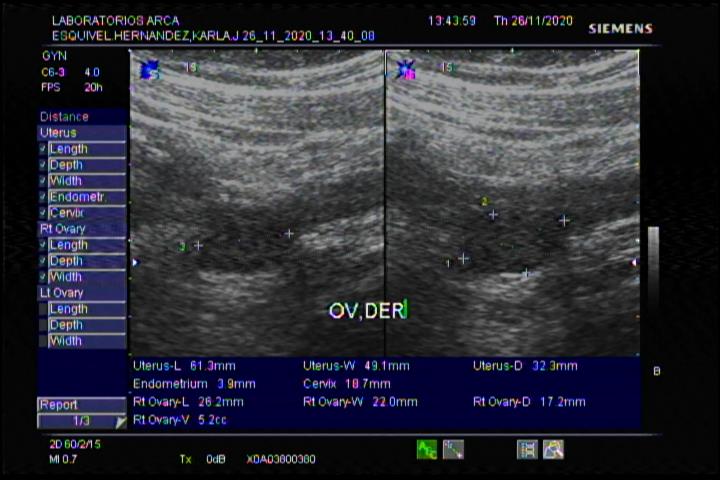 LABORATORIOS ARCA
13:43:59 Th 26/11/2020
SIEMENS
ESQUIVEL.HERNANDEZ,KARLA.J 26_11_2020_13_40_08
GYN
C6-3 4.0
FPS 20h
Distance
Uterus
Length
Depth
Width
Endometr.
Cervix
Rt Ovary
Length
Depth
Width
Lt Ovary
Length
Depth
Width
Report
1/3
15
3
2
1
OV,DER
B
Uterus-L 61.3mm Uterus-W 49.1mm Uterus-D 32.3mm
Endometrium 3.9mm Cervix 18.7mm
Rt Ovary-L 26.2mm Rt Ovary-W 22.0mm Rt Ovary-D 17.2mm
Rt Ovary-V 5.2cc
2D 60/2/15
MI 0.7 Tx 0dB